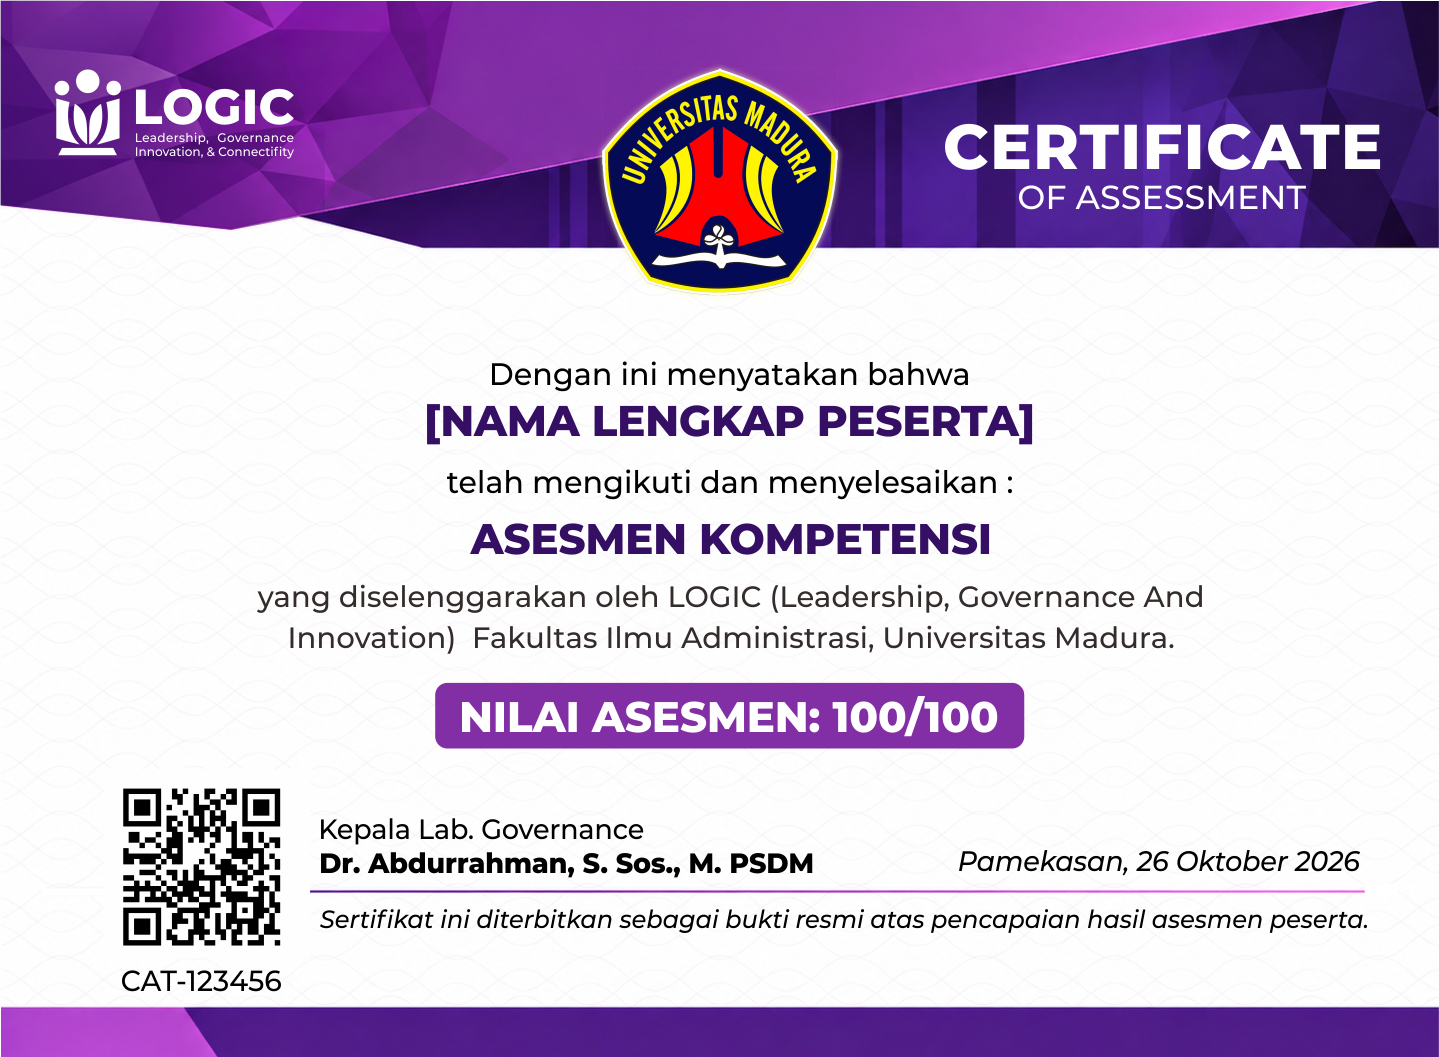 LOGIC
Leadership, Governance
Innovation, & Connectifity
UNIVERSITAS MADURA
CERTIFICATE
OF ASSESSMENT
Dengan ini menyatakan bahwa
[NAMA LENGKAP PESERTA]
telah mengikuti dan menyelesaikan :
ASESMEN KOMPETENSI
yang diselenggarakan oleh LOGIC (Leadership, Governance And
Innovation) Fakultas Ilmu Administrasi, Universitas Madura.
NILAI ASESMEN: 100/100
Kepala Lab. Governance
Dr. Abdurrahman, S. Sos., M. PSDM
Pamekasan, 26 Oktober 2026
Sertifikat ini diterbitkan sebagai bukti resmi atas pencapaian hasil asesmen peserta.
CAT-123456